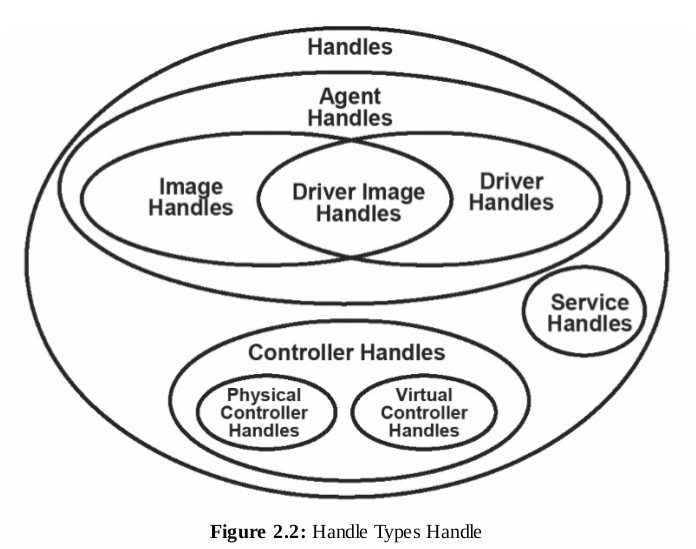 Handles
Agent
Handles
Image
Handles
Driver Image
Handles
Driver
Handles
Service
Handles
Controller Handles
Physical
Controller
Handles
Virtual
Controller
Handles
Figure 2.2: Handle Types Handle